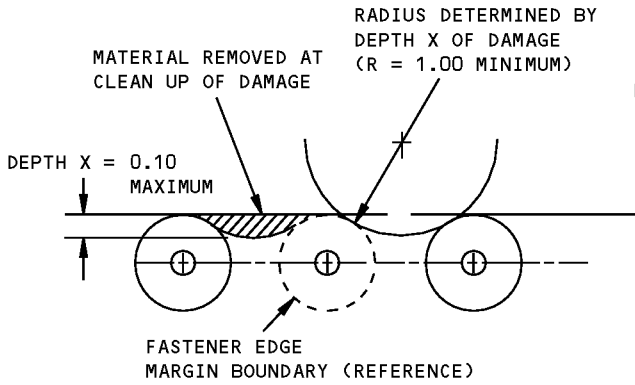 RADIUS DETERMINED BY
DEPTH X OF DAMAGE
(R = 1.00 MINIMUM)
MATERIAL REMOVED AT
CLEAN UP OF DAMAGE
DEPTH X = 0.10
MAXIMUM
FASTENER EDGE
MARGIN BOUNDARY (REFERENCE)